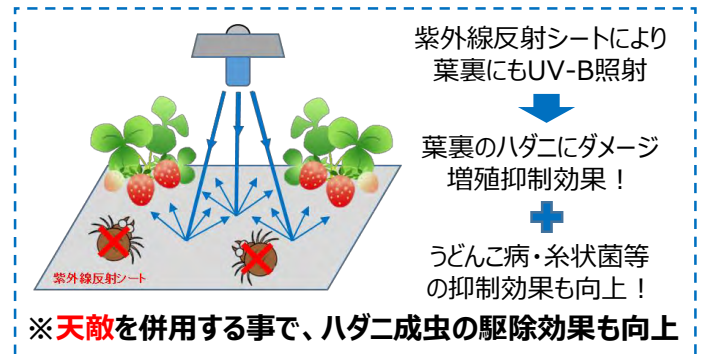 紫外線反射シートにより
葉裏にもUV-B照射
葉裏のハダニにダメージ
増殖抑制効果！
うどんこ病・糸状菌等
の抑制効果も向上！
紫外線反射シート
※天敵を併用する事で、ハダニ成虫の駆除効果も向上